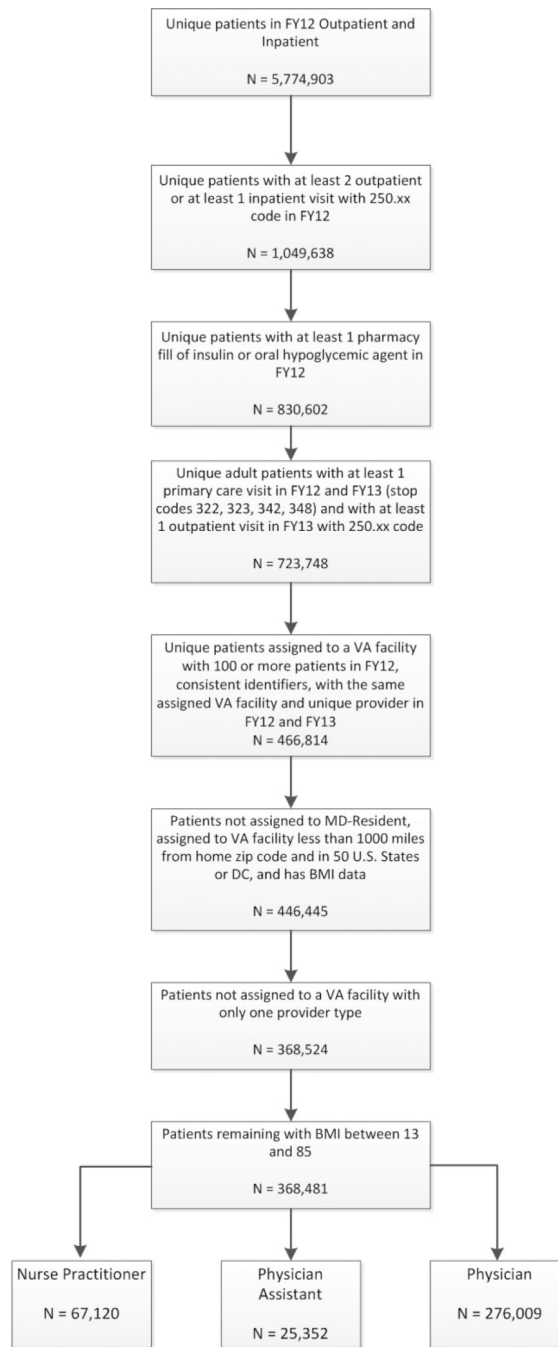 Unique patients in FY12 Outpatient and
Inpatient
N = 5,774,903
Unique patients with at least 2 outpatient
or at least 1 inpatient visit with 250.xx
code in FY12
N = 1,049,638
Unique patients with at least 1 pharmacy
fill of insulin or oral hypoglycemic agent in
FY12
N = 830,602
Unique adult patients with at least 1
primary care visit in FY12 and FY13 (stop
codes 322, 323, 342, 348) and with at least
1 outpatient visit in FY13 with 250.xx code
N = 723,748
Unique patients assigned to a VA facility
with 100 or more patients in FY12,
consistent identifiers, with the same
assigned VA facility and unique provider in
FY12 and FY13
N = 466,814
Patients not assigned to MD-Resident,
assigned to VA facility less than 1000 miles
from home zip code and in 50 U.S. States
or DC, and has BMI data
N = 446,445
Patients not assigned to a VA facility with
only one provider type
N = 368,524
Patients remaining with BMI between 13
and 85
N = 368,481
Nurse Practitioner
N = 67,120
Physician
Assistant
N = 25,352
Physician
N = 276,009